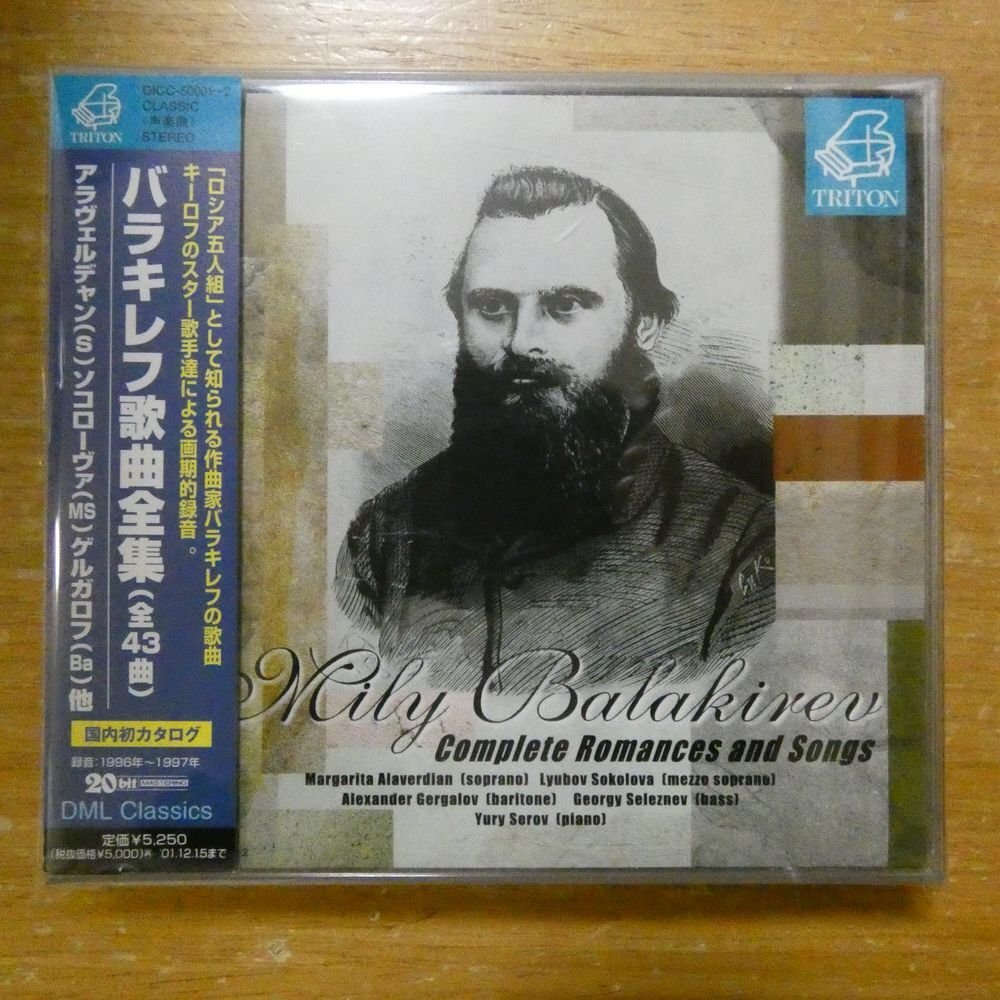 TRITON
DICC-50001~2
CLASSIC
〈声楽曲〉
STEREO
「ロシア五人組」として知られる作曲家バラキレフの歌曲
キーロフのスター歌手達による画期的録音。
バラキレフ歌曲全集(全43曲)
アラヴェルデャン(S)ソコローヴァ(MS)ゲルガロフ(Ba)他
国内初カタログ
録音:1996年~1997年
20bit MASTERING
DML Classics
定価¥5,250
(税抜価格¥5,000) '01.12.15まで
TRITON
Mily Balakirev
Complete Romances and Songs
Margarita Alaverdian (soprano) Lyubov Sokolova (mezzo soprano)
Alexander Gergalov (baritone) Georgy Seleznev (bass)
Yury Serov (piano)